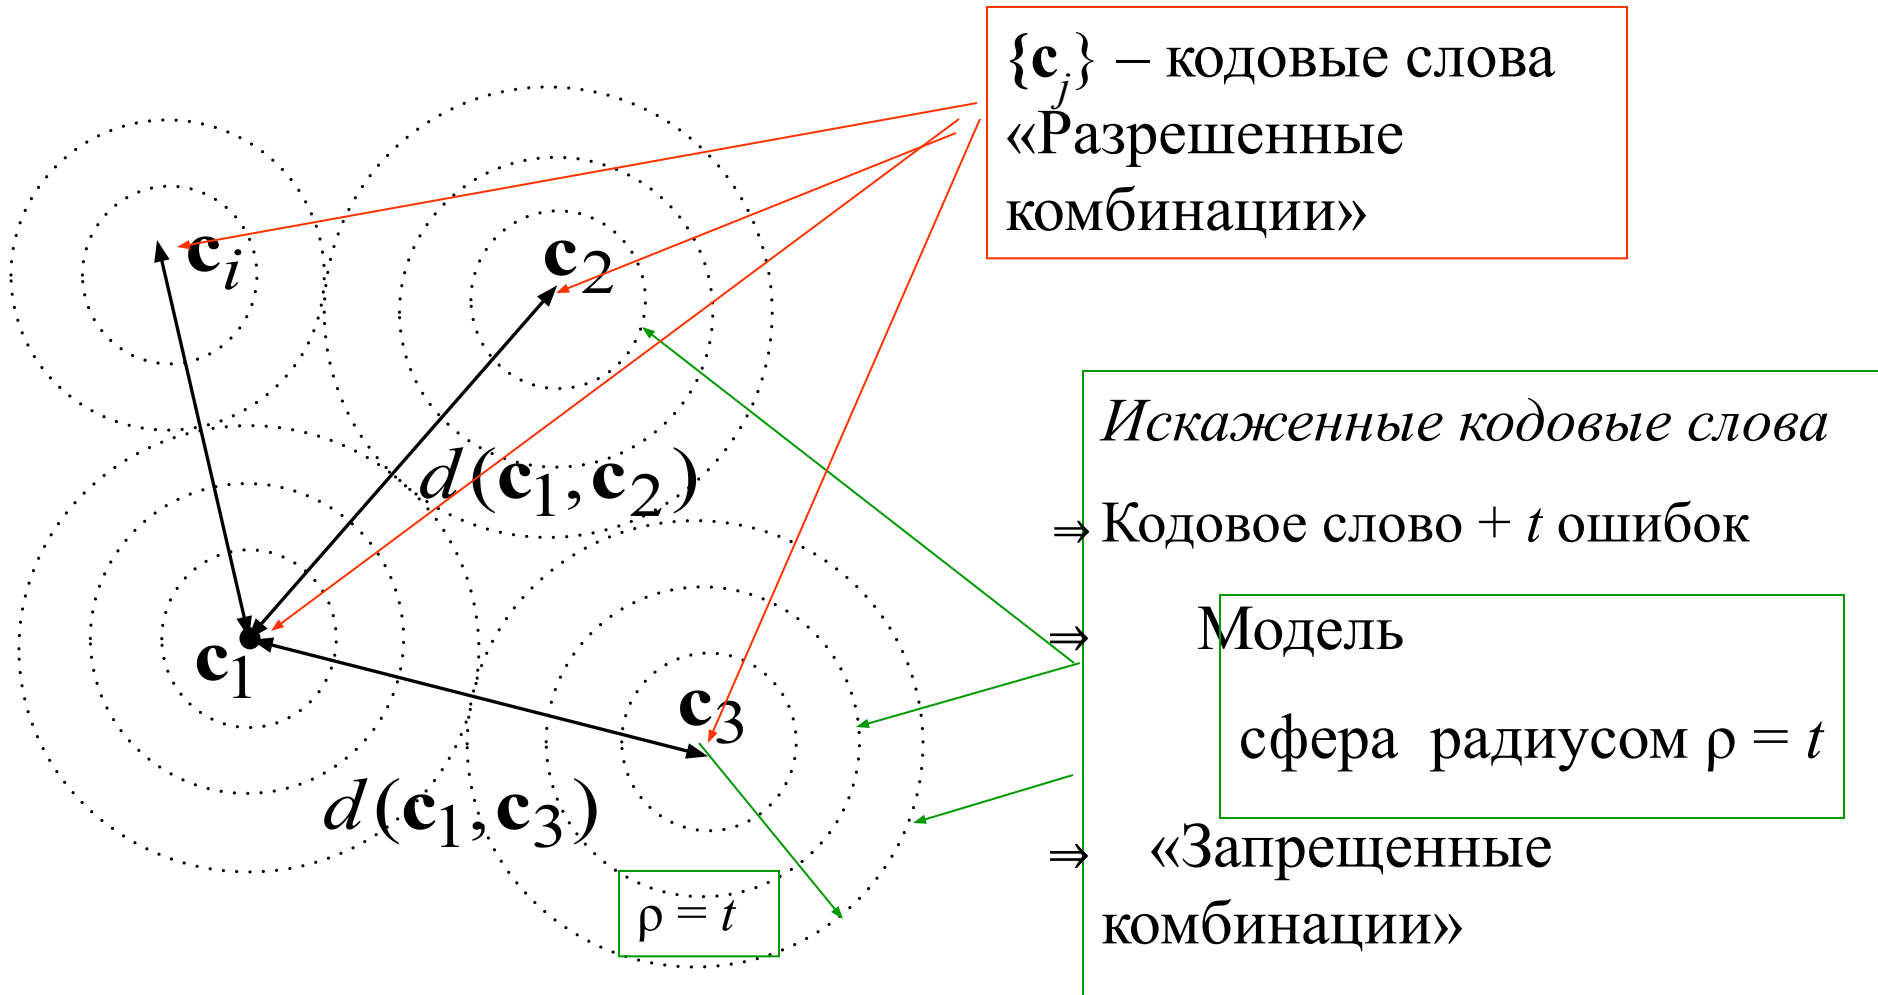 {c_j} – кодовые слова
«Разрешенные
комбинации»
c_i
c_2
d(c_1,c_2)
c_1
c_3
d(c_1,c_3)
ρ = t
Искаженные кодовые слова
⇒ Кодовое слово + t ошибок
⇒ Модель
сфера радиусом ρ = t
⇒ «Запрещенные
комбинации»